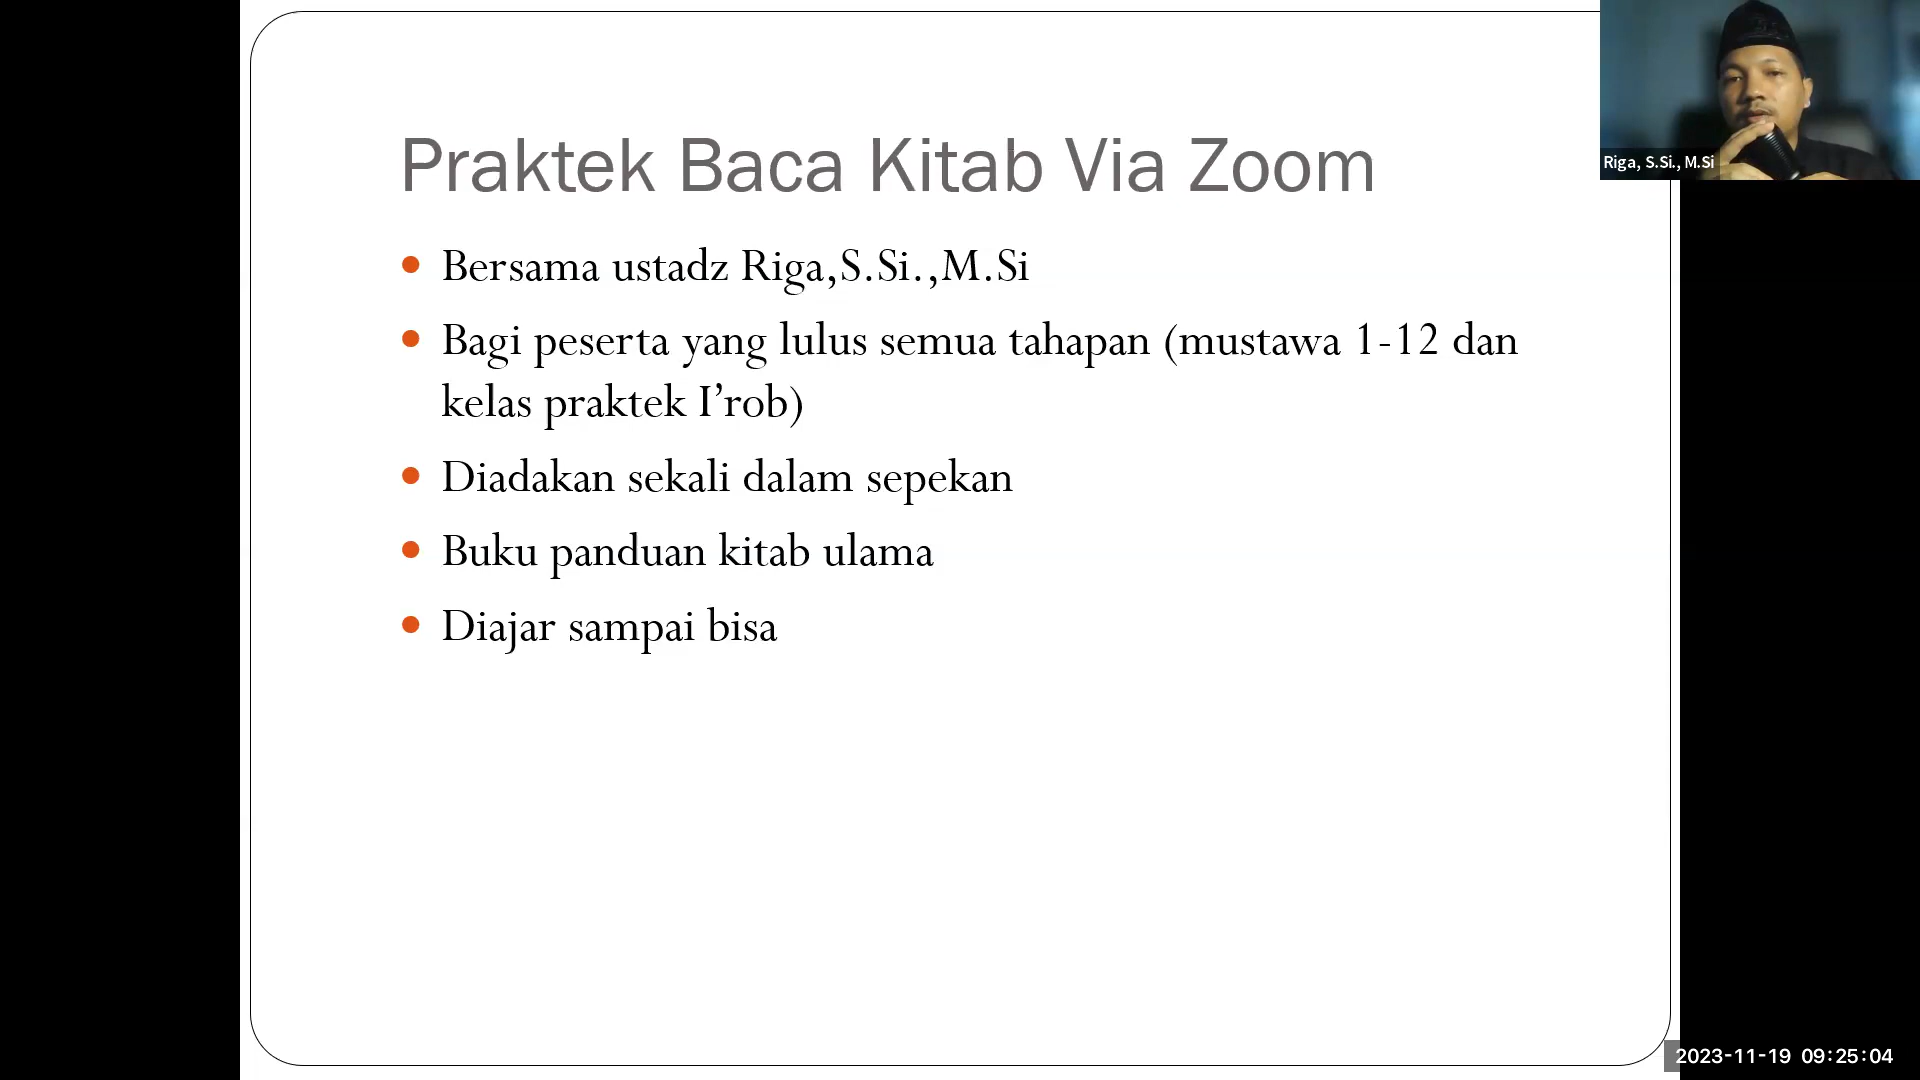 Praktek Baca Kitab Via Zoom
Bersama ustadz Riga,S.Si.,M.Si
Bagi peserta yang lulus semua tahapan (mustawa 1-12 dan
kelas praktek I’rob)
Diadakan sekali dalam sepekan
Buku panduan kitab ulama
Diajar sampai bisa
Riga, S.Si., M.Si
2023-11-19 09:25:04